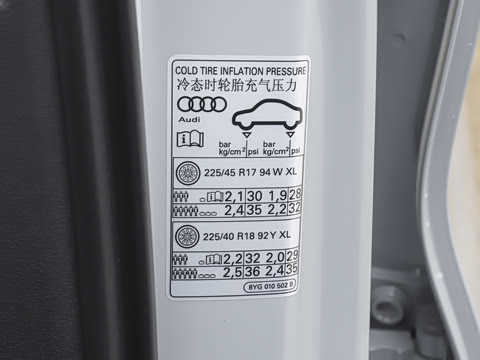 COLD TIRE INFLATION PRESSURE
冷态时轮胎充气压力
Audi
bar bar
kg/cm² psi kg/cm² psi
225/45 R17 94 W XL
2,1 30 1,9 28
2,4 35 2,2 32
225/40 R18 92 Y XL
2,2 32 2,0 29
2,5 36 2,4 35
8YG 010 502 B